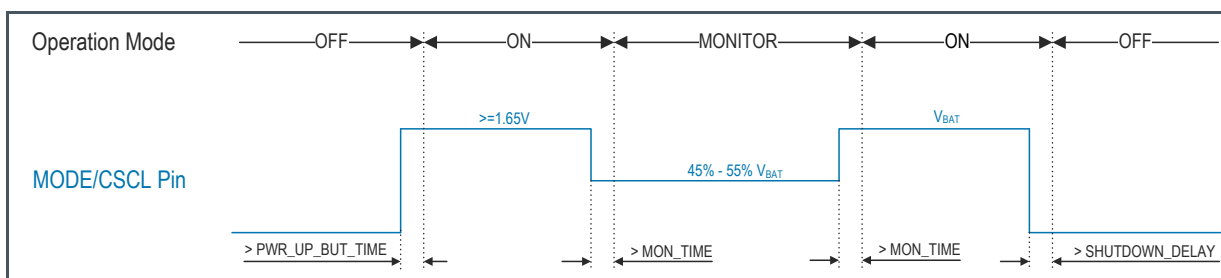 Operation Mode OFF ON MONITOR ON OFF
>=1.65V VBAT
MODE/CSCL Pin 45% - 55% VBAT
> PWR_UP_BUT_TIME > MON_TIME > MON_TIME > SHUTDOWN_DELAY